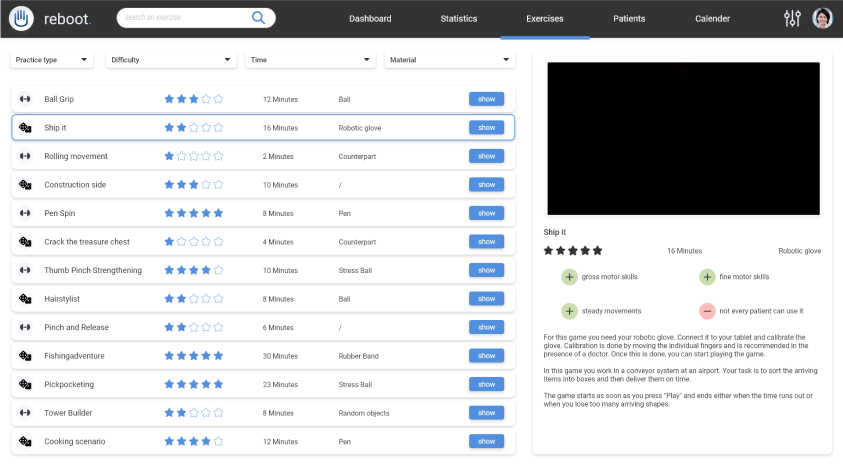 reboot.
search an exercise
Dashboard
Statistics
Exercises
Patients
Calender
Practice type
Difficulty
Time
Material
Ball Grip 12 Minutes Ball show
Ship it 16 Minutes Robotic glove show
Rolling movement 2 Minutes Counterpart show
Construction side 10 Minutes / show
Pen Spin 8 Minutes Pen show
Crack the treasure chest 4 Minutes Counterpart show
Thumb Pinch Strengthening 10 Minutes Stress Ball show
Hairstylist 8 Minutes Ball show
Pinch and Release 6 Minutes / show
Fishingadventure 30 Minutes Rubber Band show
Pickpocketing 23 Minutes Stress Ball show
Tower Builder 8 Minutes Random objects show
Cooking scenario 12 Minutes Pen show
Ship it
16 Minutes Robotic glove
gross motor skills fine motor skills
steady movements not every patient can use it
For this game you need your robotic glove. Connect it to your tablet and calibrate the
glove. Calibration is done by moving the individual fingers and is recommended in the
presence of a doctor. Once this is done, you can start playing the game.
In this game you work in a conveyor system at an airport. Your task is to sort the arriving
items into boxes and then deliver them on time.
The game starts as soon as you press "Play" and ends either when the time runs out or
when you lose too many arriving shapes.